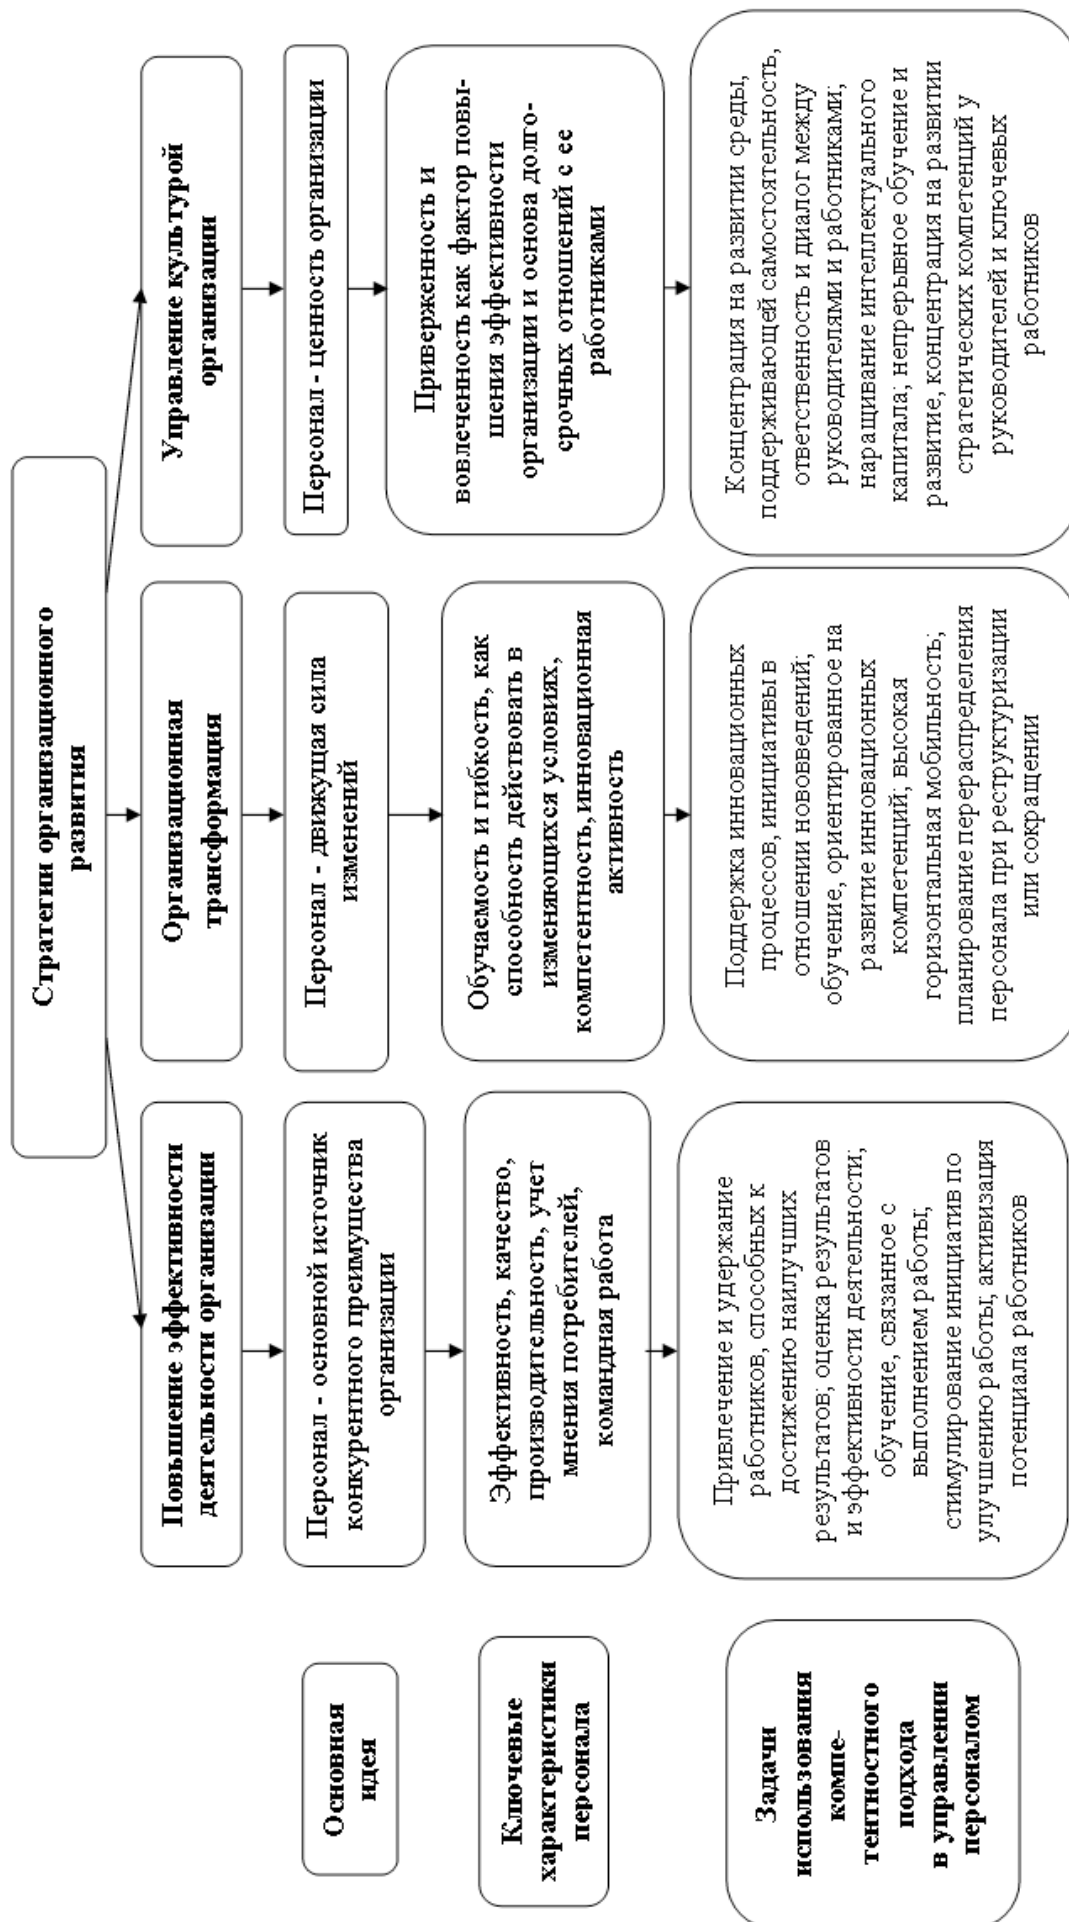 Стратегии организационного
развития
Повышение эффективности
деятельности организации
Организационная
трансформация
Управление культурой
организации
Основная
идея
Персонал - основной источник
конкурентного преимущества
организации
Персонал - движущая сила
изменений
Персонал - ценность организации
Ключевые
характеристики
персонала
Эффективность, качество,
производительность, учет
мнения потребителей,
командная работа
Обучаемость и гибкость, как
способность действовать в
изменяющихся условиях,
компетентность, инновационная
активность
Приверженность и
вовлеченность как фактор повы-
шения эффективности
организации и основа долго-
срочных отношений с ее
работниками
Задачи
использования
компе-
тентностного
подхода
в управлении
персоналом
Привлечение и удержание
работников, способных к
достижению наилучших
результатов; оценка результатов
и эффективности деятельности;
обучение, связанное с
выполнением работы;
стимулирование инициатив по
улучшению работы; активизация
потенциала работников
Поддержка инновационных
процессов, инициативы в
отношении нововведений;
обучение, ориентированное на
развитие инновационных
компетенций; высокая
горизонтальная мобильность;
планирование перераспределения
персонала при реструктуризации
или сокращении
Концентрация на развитии среды,
поддерживающей самостоятельность,
ответственность и диалог между
руководителями и работниками;
наращивание интеллектуального
капитала; непрерывное обучение и
развитие, концентрация на развитии
стратегических компетенций у
руководителей и ключевых
работников